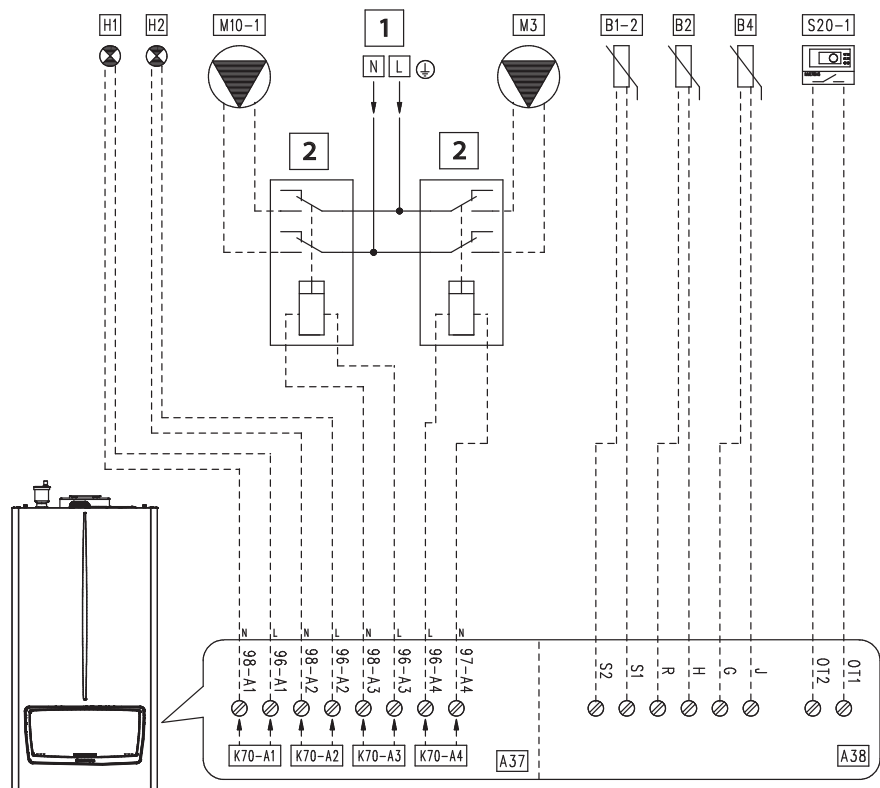 H1 H2 M10-1 1 M3 B1-2 B2 B4 S20-1
N L
2 2
N L N L N L L N
98-A1 96-A1 98-A2 96-A2 98-A3 96-A3 96-A4 97-A4 S2 S1 R H G J OT2 OT1
K70-A1 K70-A2 K70-A3 K70-A4 A37 A38